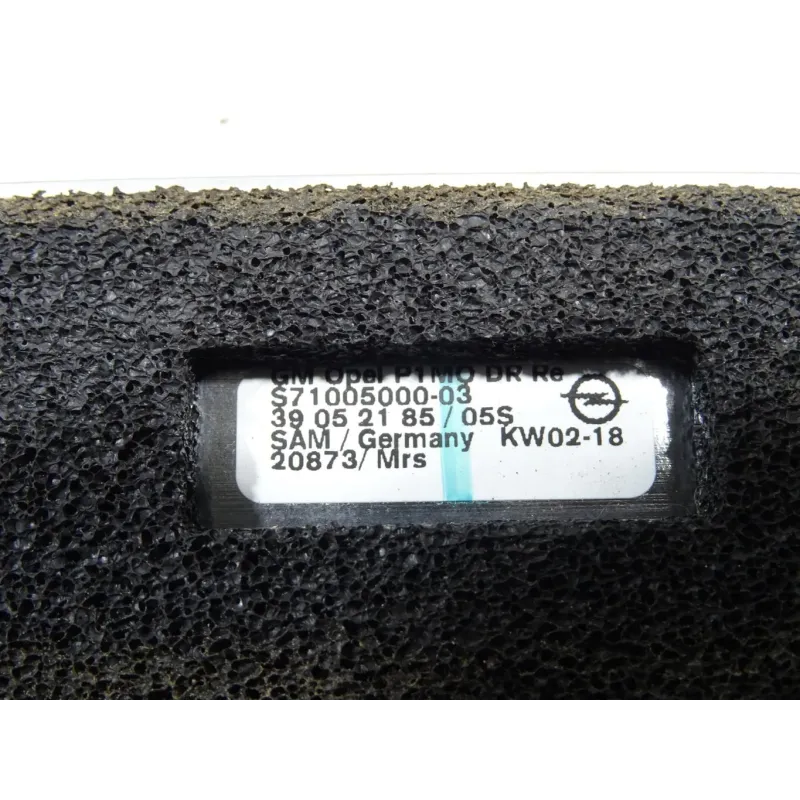 GM Opel P1MO DR Re
S71005000-03
39 05 21 85 / 05S
SAM / Germany KW02-18
20873/ Mrs